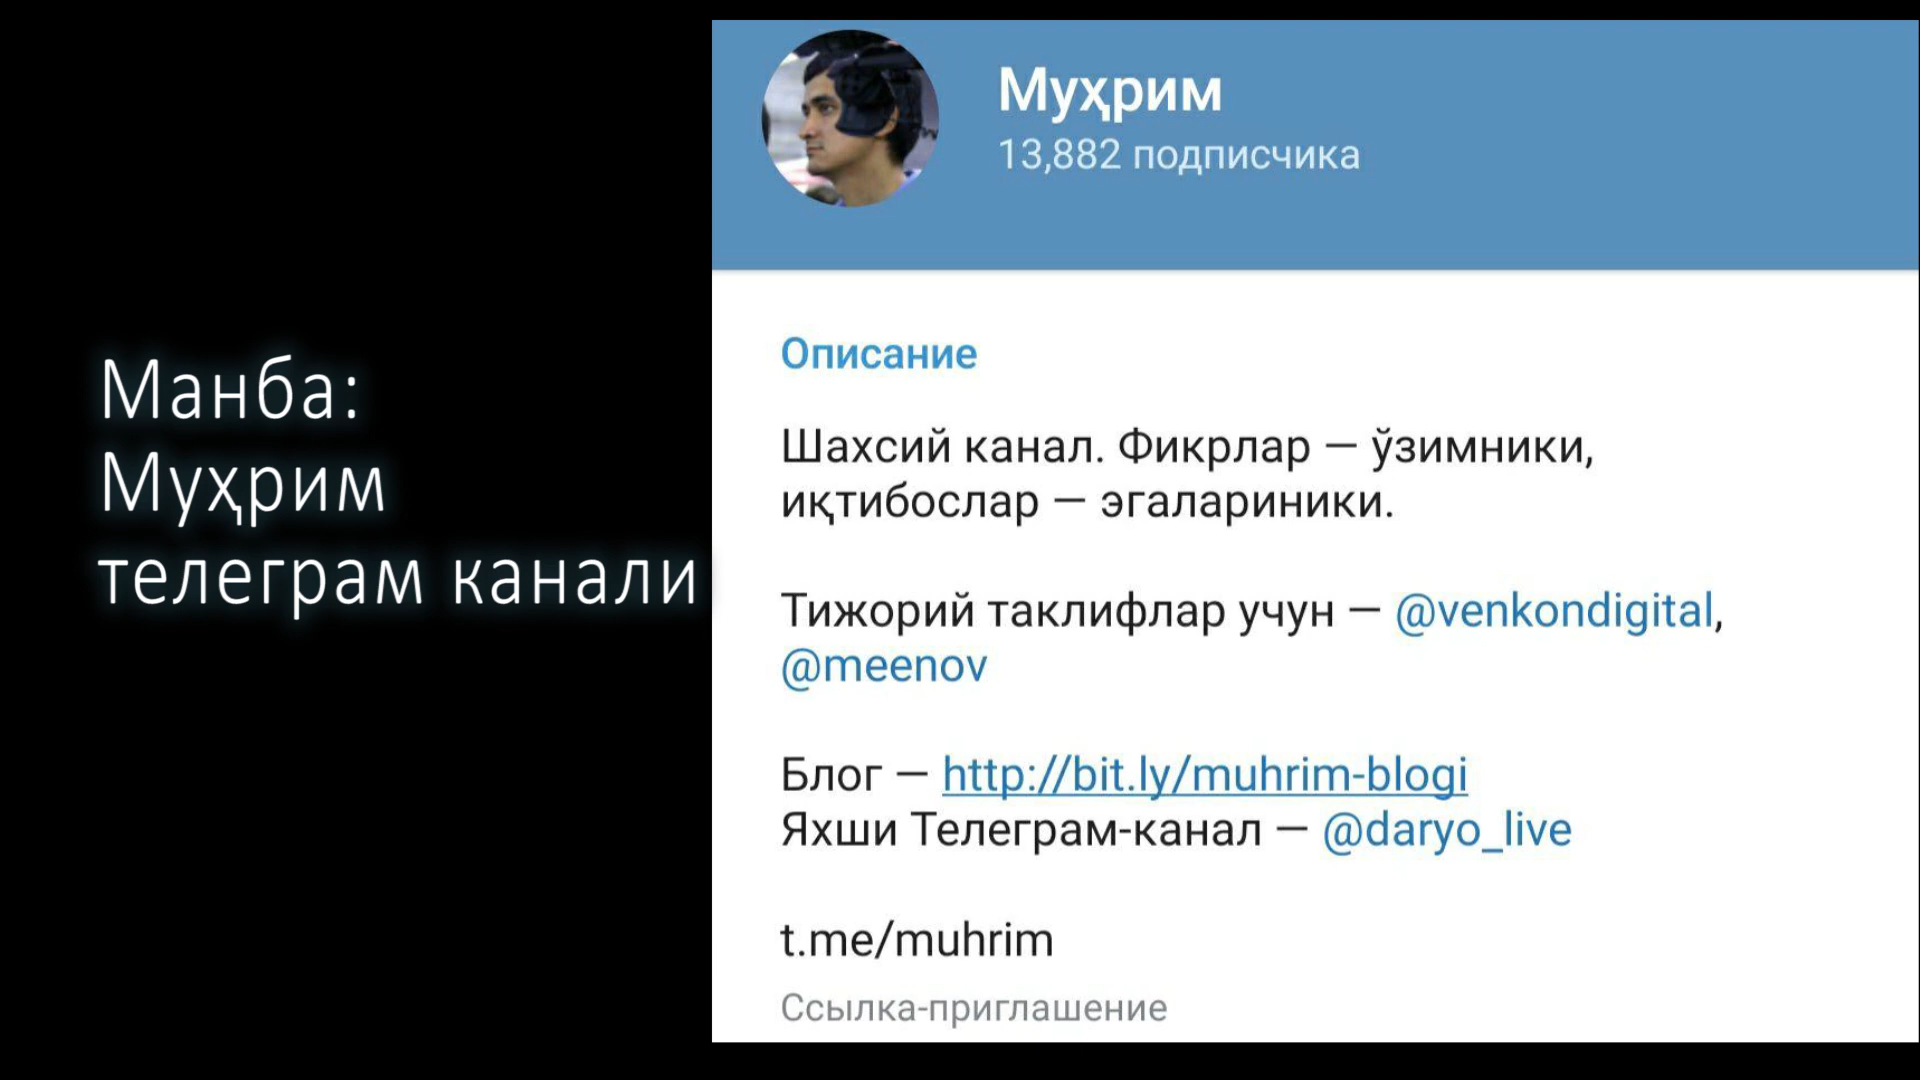 Манба:
Муҳрим
телеграм канали
Муҳрим
13,882 подписчика
Описание
Шахсий канал. Фикрлар — ўзимники,
иқтибослар — эгалариники.
Тижорий таклифлар учун — @venkondigital,
@meenov
Блог — http://bit.ly/muhrim-blogi
Яхши Телеграм-канал — @daryo_live
t.me/muhrim
Ссылка-приглашение